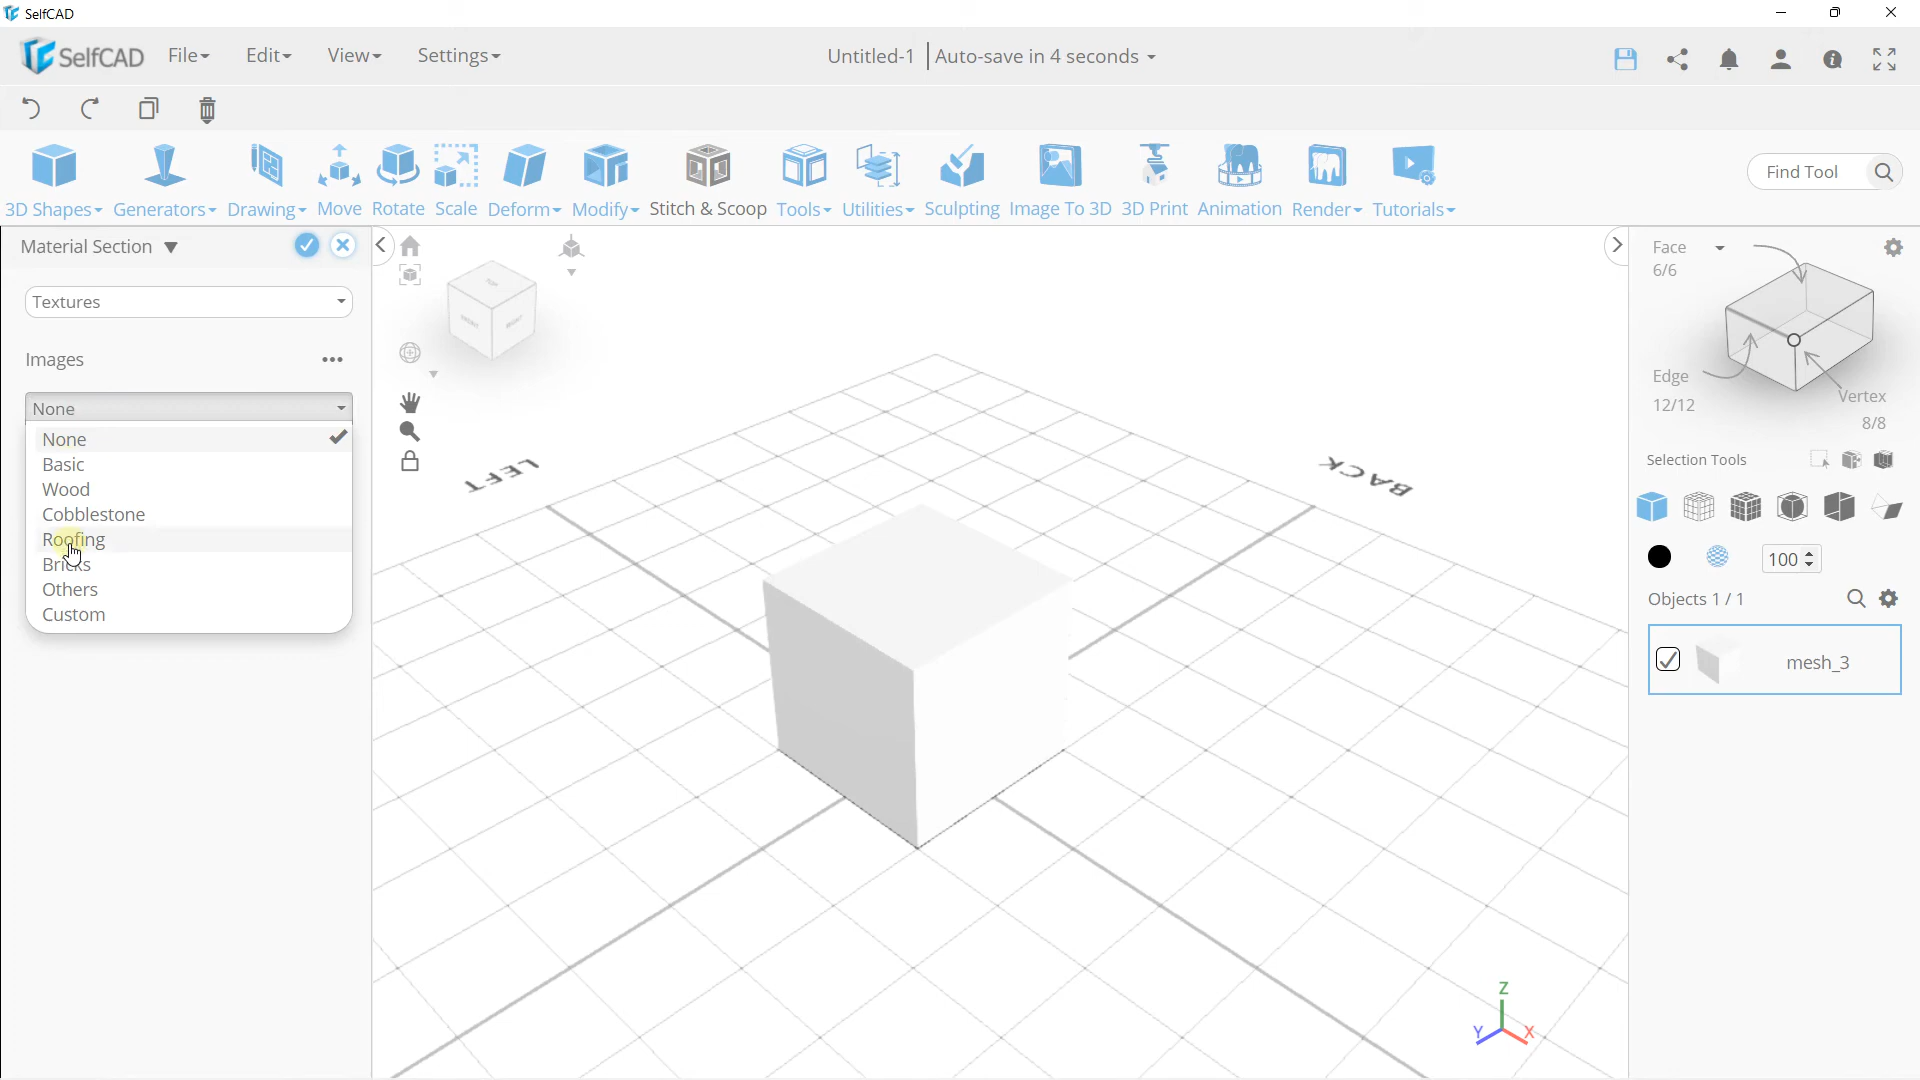 SelfCAD
SelfCAD File Edit View Settings Untitled-1 Auto-save in 4 seconds
Find Tool
3D Shapes Generators Drawing Move Rotate Scale Deform Modify Stitch & Scoop Tools Utilities Sculpting Image To 3D 3D Print Animation Render Tutorials
Material Section
Textures
Images
None
None
Basic
Wood
Cobblestone
Roofing
Bricks
Others
Custom
TOP
FRONT
RIGHT
LEFT
BACK
Z
Y
X
Face
6/6
Edge
12/12
Vertex
8/8
Selection Tools
100
Objects 1 / 1
mesh_3